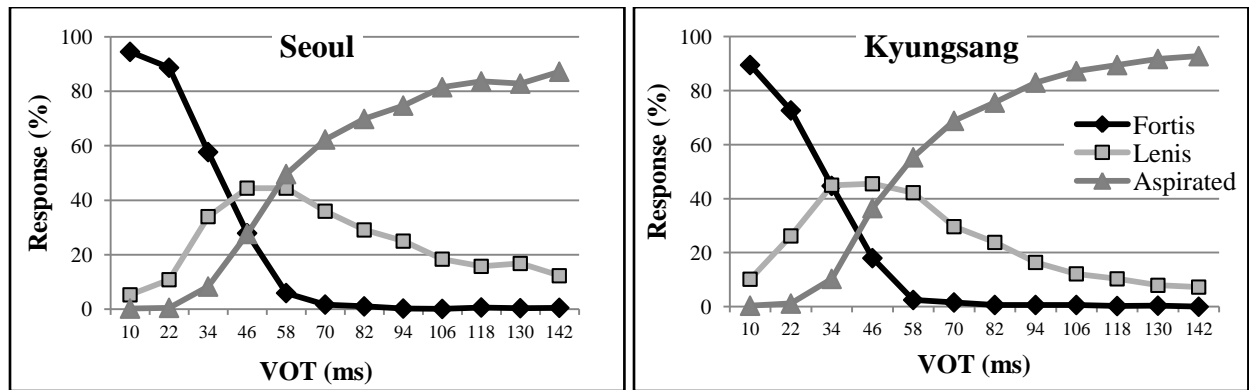 Seoul
Response (%)
100
80
60
40
20
0
10 22 34 46 58 70 82 94 106 118 130 142
VOT (ms)
Kyungsang
Response (%)
100
80
60
40
20
0
Fortis
Lenis
Aspirated
10 22 34 46 58 70 82 94 106 118 130 142
VOT (ms)